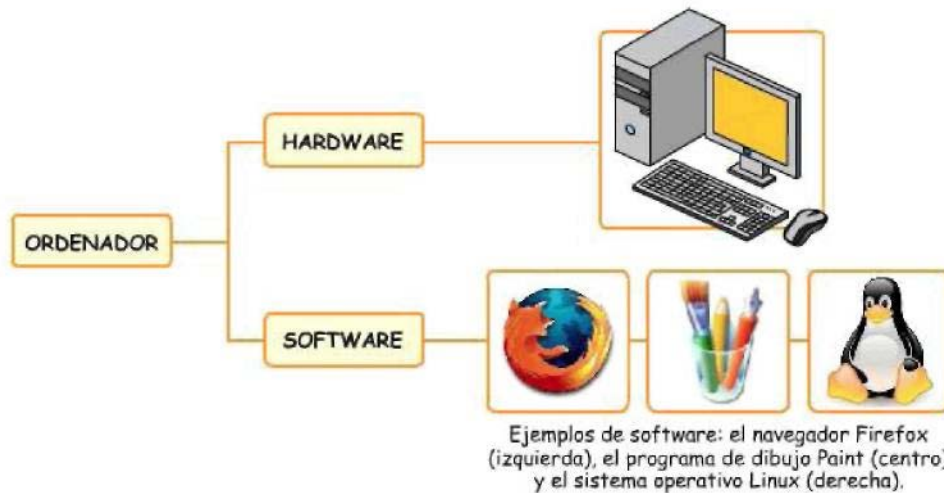 HARDWARE
ORDENADOR
SOFTWARE
Ejemplos de software: el navegador Firefox
(izquierda), el programa de dibujo Paint (centro)
y el sistema operativo Linux (derecha).